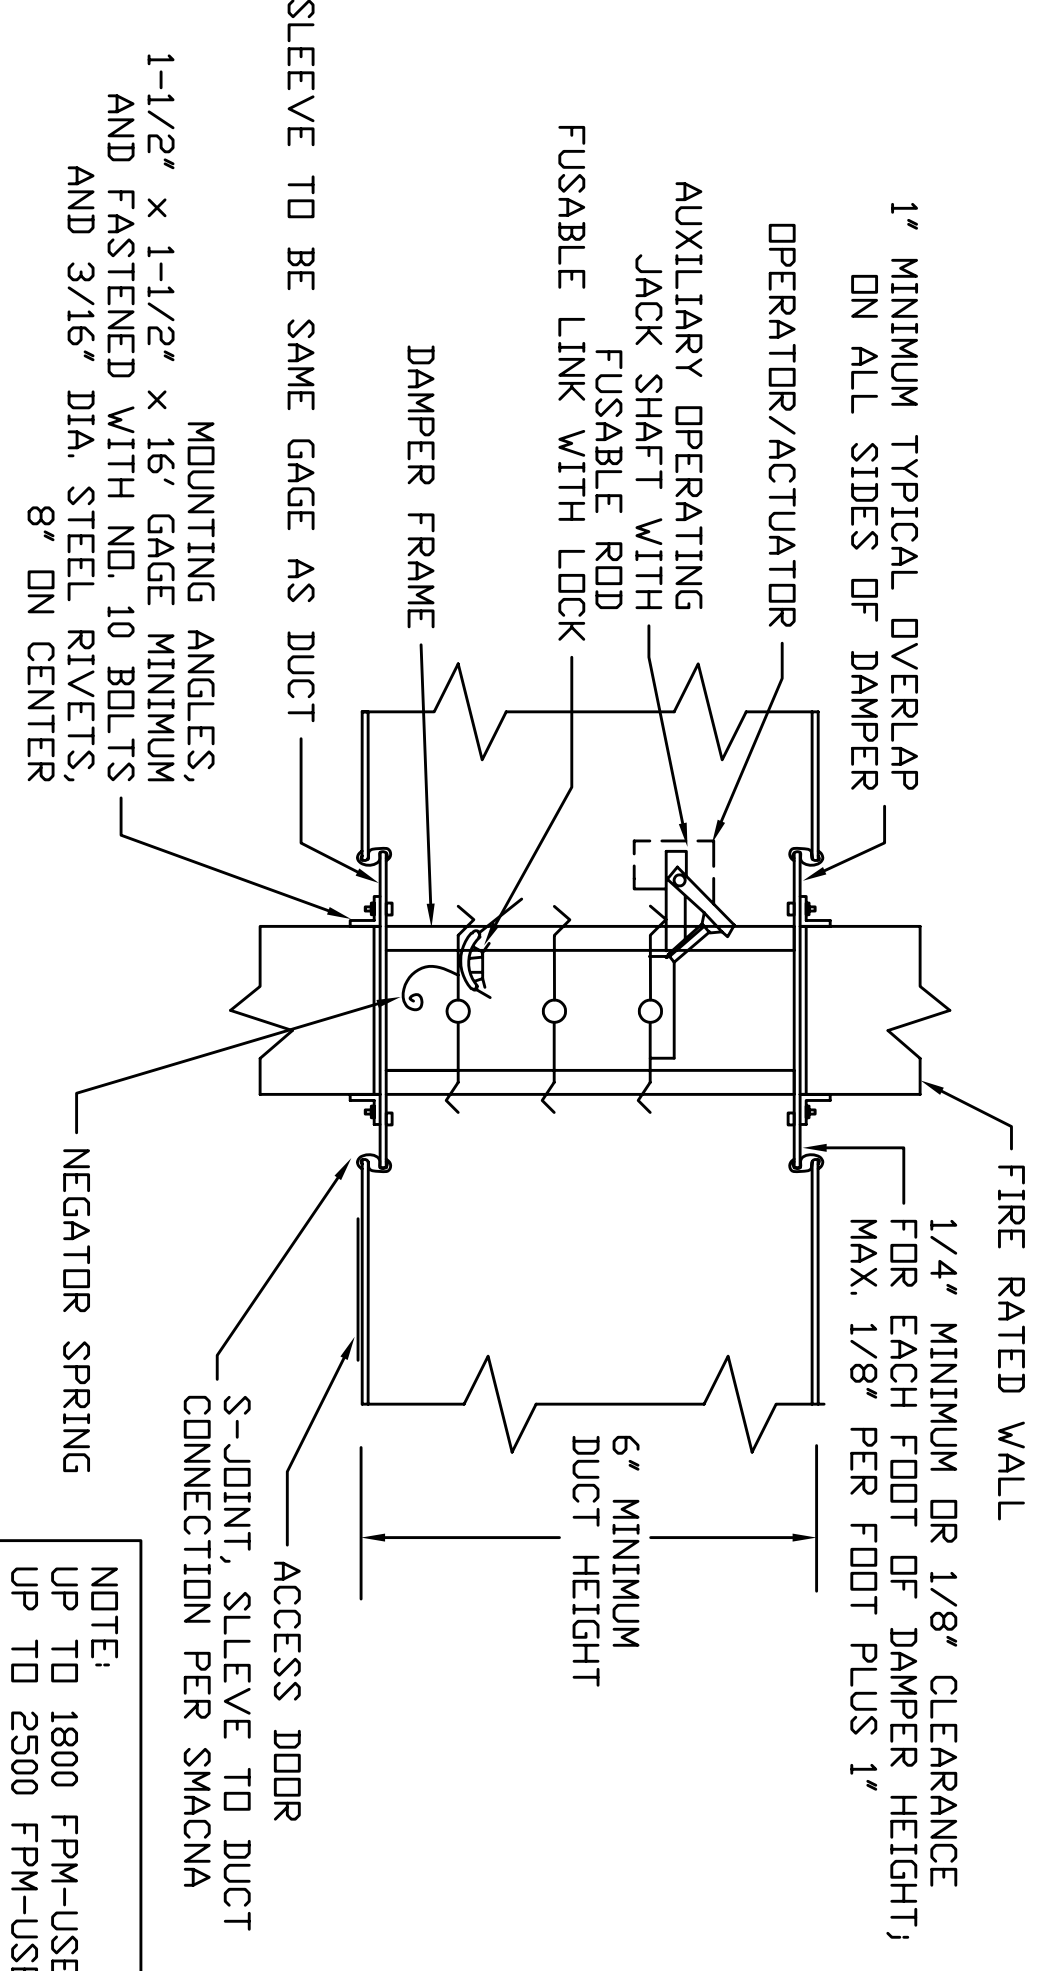 1" MINIMUM TYPICAL OVERLAP
ON ALL SIDES OF DAMPER
OPERATOR/ACTUATOR
AUXILIARY OPERATING
JACK SHAFT WITH
FUSABLE ROD
FUSABLE LINK WITH LOCK
DAMPER FRAME
SLEEVE TO BE SAME GAGE AS DUCT
MOUNTING ANGLES,
1-1/2" x 1-1/2" x 16' GAGE MINIMUM
AND FASTENED WITH NO. 10 BOLTS
AND 3/16" DIA. STEEL RIVETS,
8" ON CENTER
FIRE RATED WALL
1/4" MINIMUM OR 1/8" CLEARANCE
FOR EACH FOOT OF DAMPER HEIGHT;
MAX. 1/8" PER FOOT PLUS 1"
6" MINIMUM
DUCT HEIGHT
ACCESS DOOR
S-JOINT, SLLEVE TO DUCT
CONNECTION PER SMACNA
NEGATOR SPRING
NOTE:
UP TO 1800 FPM-USE
UP TO 2500 FPM-USE